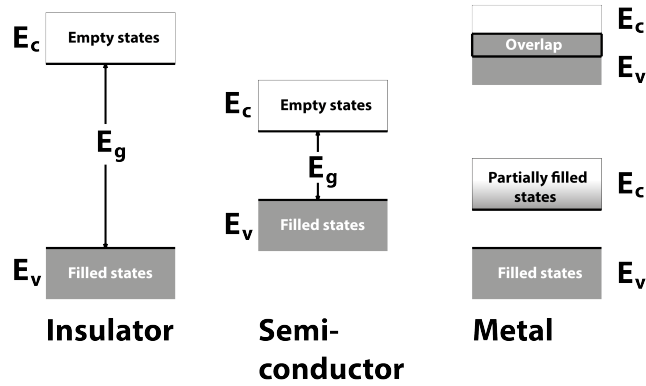 Ec
Empty states
Eg
Ev
Filled states
Insulator
Ec
Empty states
Eg
Ev
Filled states
Semi-
conductor
Ec
Overlap
Ev
Partially filled
states
Ec
Filled states
Ev
Metal